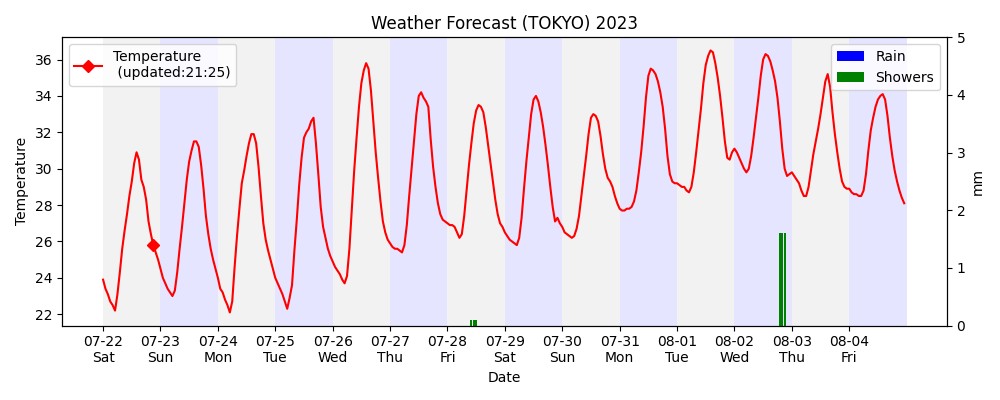 Weather Forecast (TOKYO) 2023
Temperature
(updated:21:25)
Rain
Showers
Temperature
36
34
32
30
28
26
24
22
5
4
3
2
1
0
mm
07-22 07-23 07-24 07-25 07-26 07-27 07-28 07-29 07-30 07-31 08-01 08-02 08-03 08-04
Sat Sun Mon Tue Wed Thu Fri Sat Sun Mon Tue Wed Thu Fri
Date